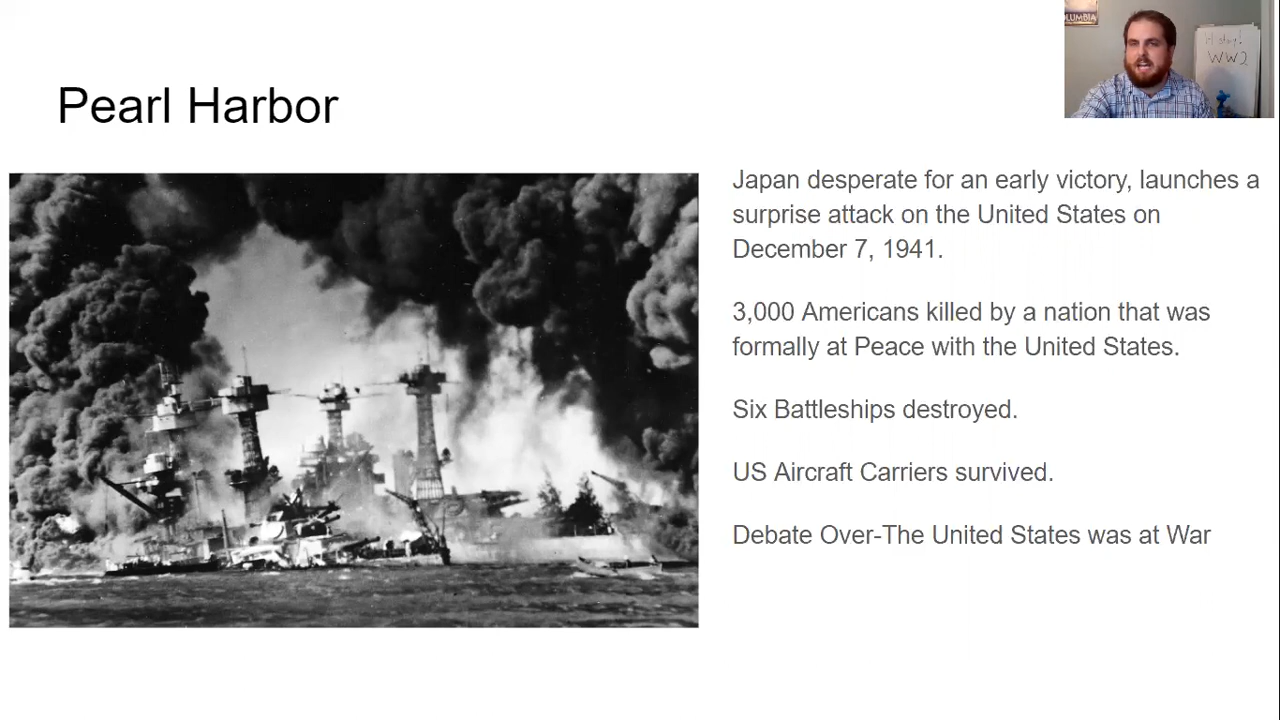 Pearl Harbor
Japan desperate for an early victory, launches a
surprise attack on the United States on
December 7, 1941.
3,000 Americans killed by a nation that was
formally at Peace with the United States.
Six Battleships destroyed.
US Aircraft Carriers survived.
Debate Over-The United States was at War
WW2